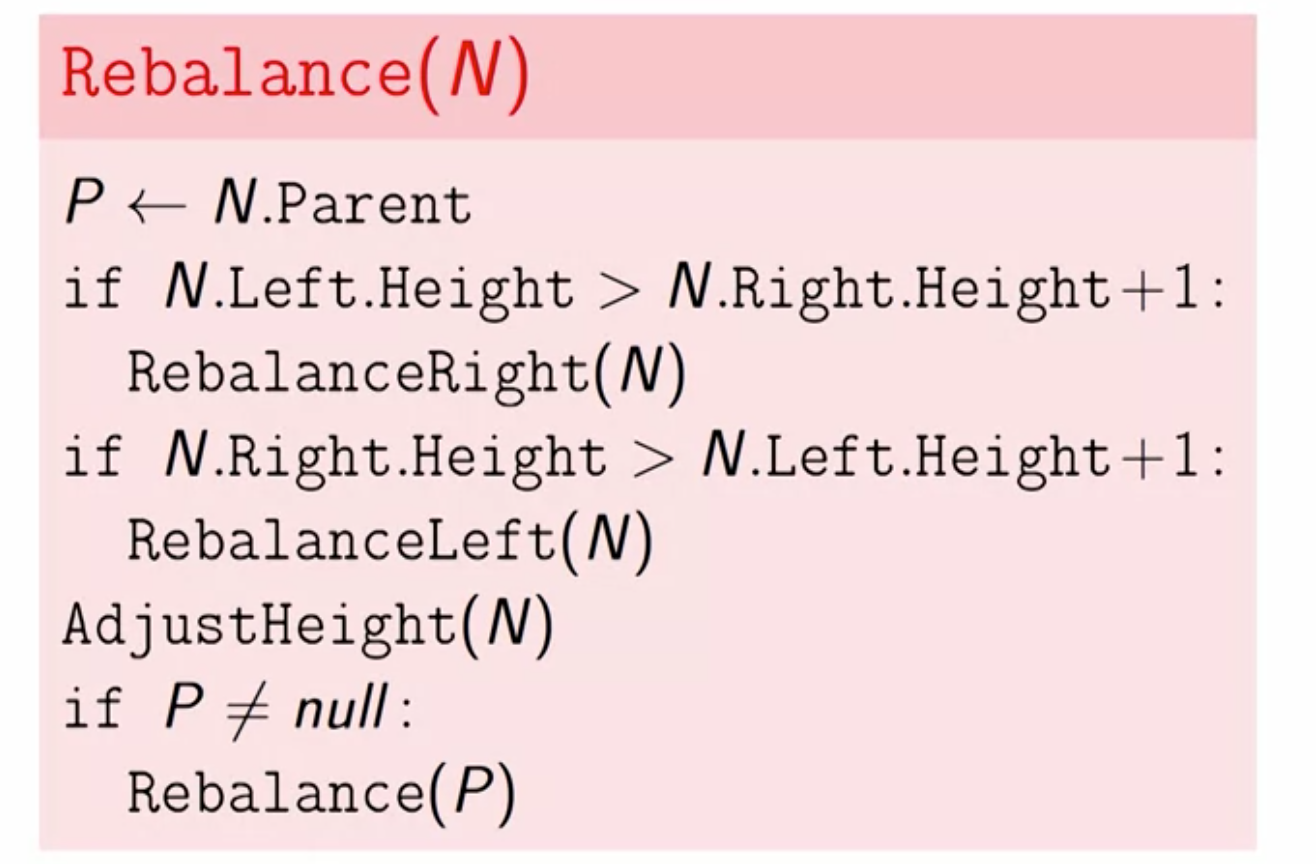 Rebalance(N)
P ← N.Parent
if N.Left.Height > N.Right.Height+1:
RebalanceRight(N)
if N.Right.Height > N.Left.Height+1:
RebalanceLeft(N)
AdjustHeight(N)
if P ≠ null:
Rebalance(P)